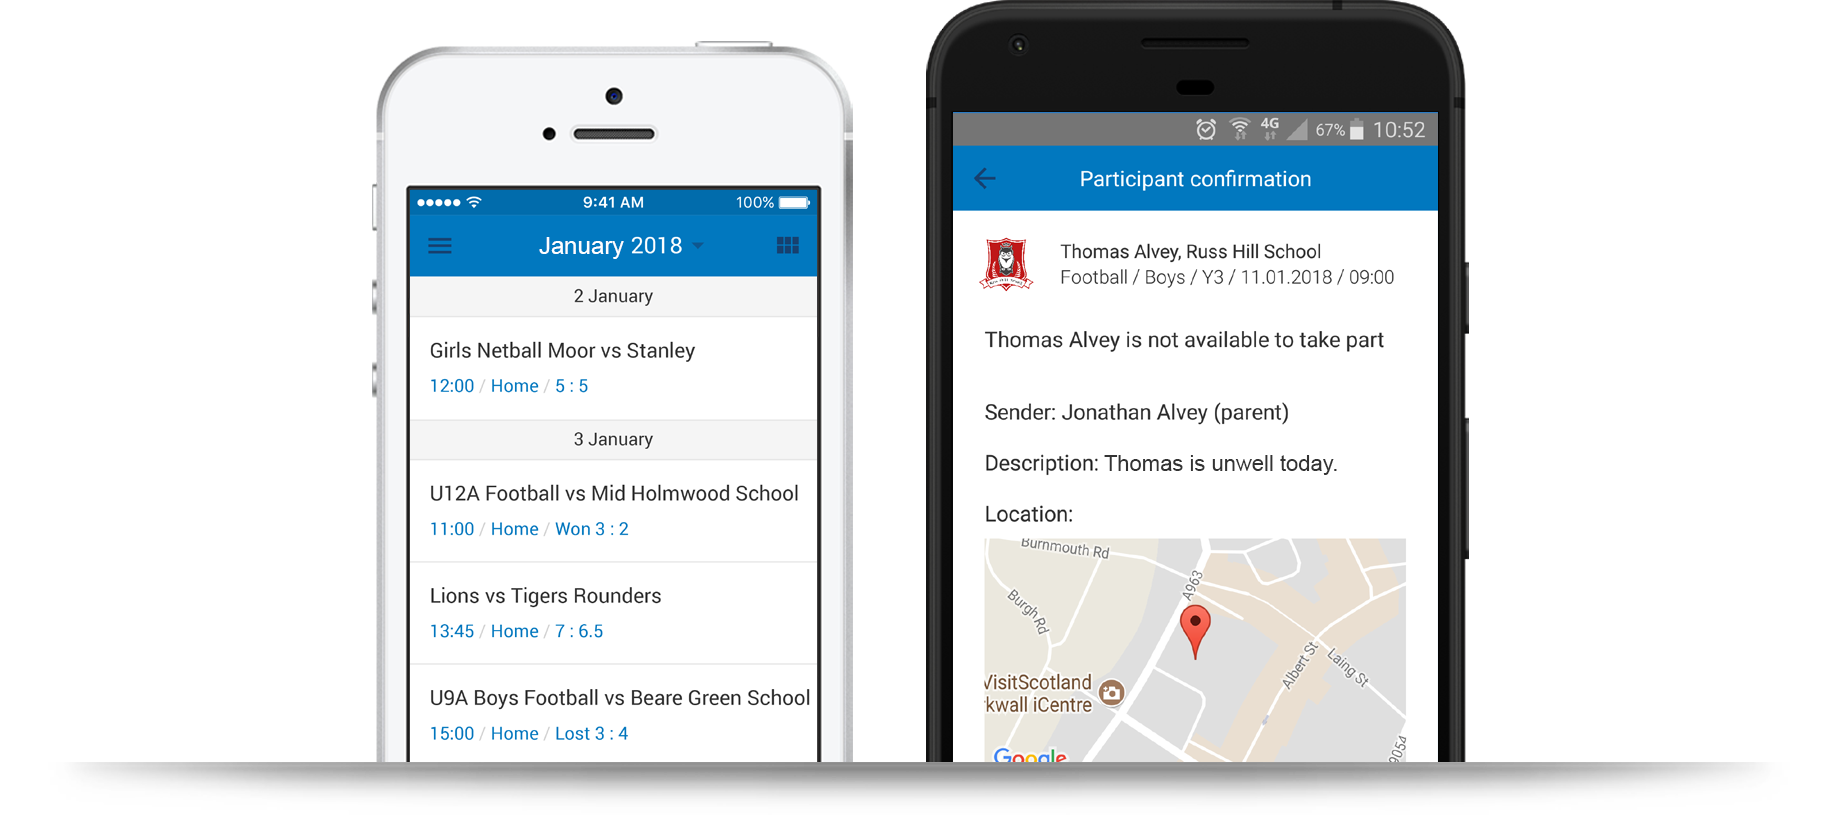 9:41 AM
100%
January 2018
2 January
Girls Netball Moor vs Stanley
12:00 / Home / 5 : 5
3 January
U12A Football vs Mid Holmwood School
11:00 / Home / Won 3 : 2
Lions vs Tigers Rounders
13:45 / Home / 7 : 6.5
U9A Boys Football vs Beare Green School
15:00 / Home / Lost 3 : 4
4G 67% 10:52
Participant confirmation
Thomas Alvey, Russ Hill School
Football / Boys / Y3 / 11.01.2018 / 09:00
Thomas Alvey is not available to take part
Sender: Jonathan Alvey (parent)
Description: Thomas is unwell today.
Location:
Burnmouth Rd
A963
Burgh Rd
Albert St
Laing St
VisitScotland
rkwall iCentre
9054
Google